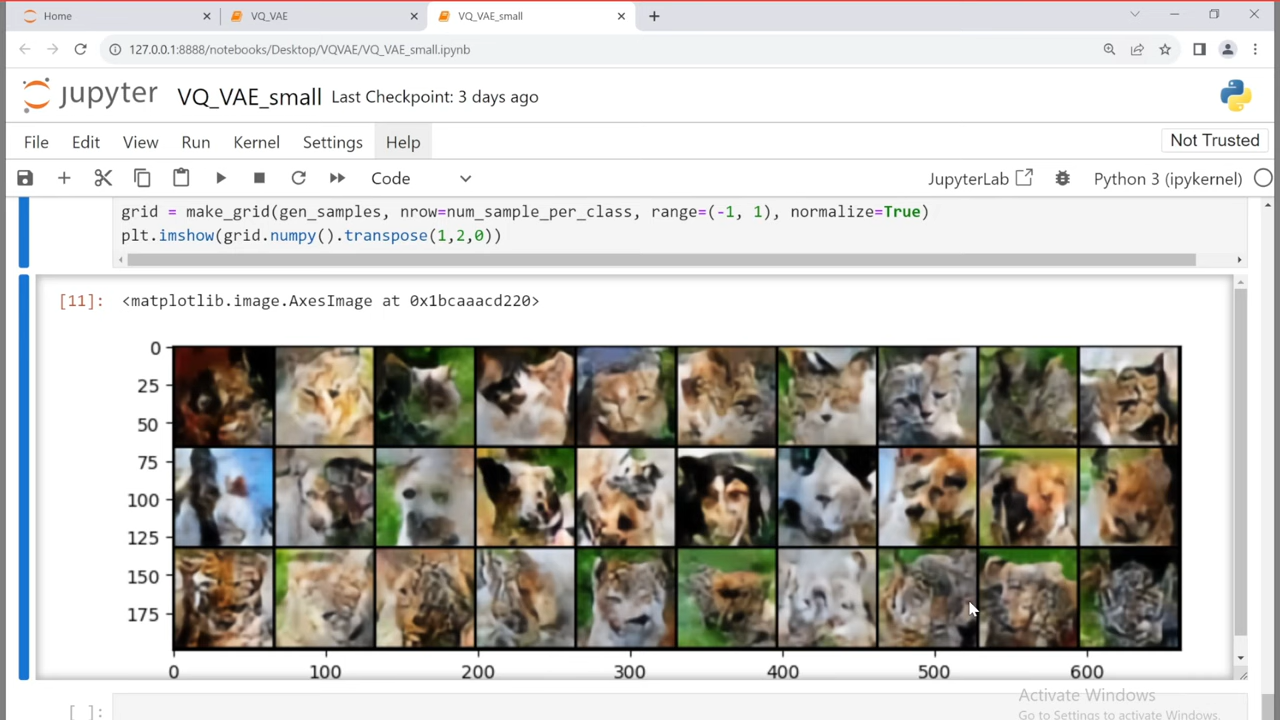 Home
VQ_VAE
VQ_VAE_small
127.0.0.1:8888/notebooks/Desktop/VQVAE/VQ_VAE_small.ipynb
jupyter VQ_VAE_small Last Checkpoint: 3 days ago
File Edit View Run Kernel Settings Help
Not Trusted
Code
JupyterLab
Python 3 (ipykernel)
grid = make_grid(gen_samples, nrow=num_sample_per_class, range=(-1, 1), normalize=True)
plt.imshow(grid.numpy().transpose(1,2,0))
[11]: <matplotlib.image.AxesImage at 0x1bcaaacd220>
0
25
50
75
100
125
150
175
0 100 200 300 400 500 600
[ ]:
Activate Windows
Go to Settings to activate Windows.